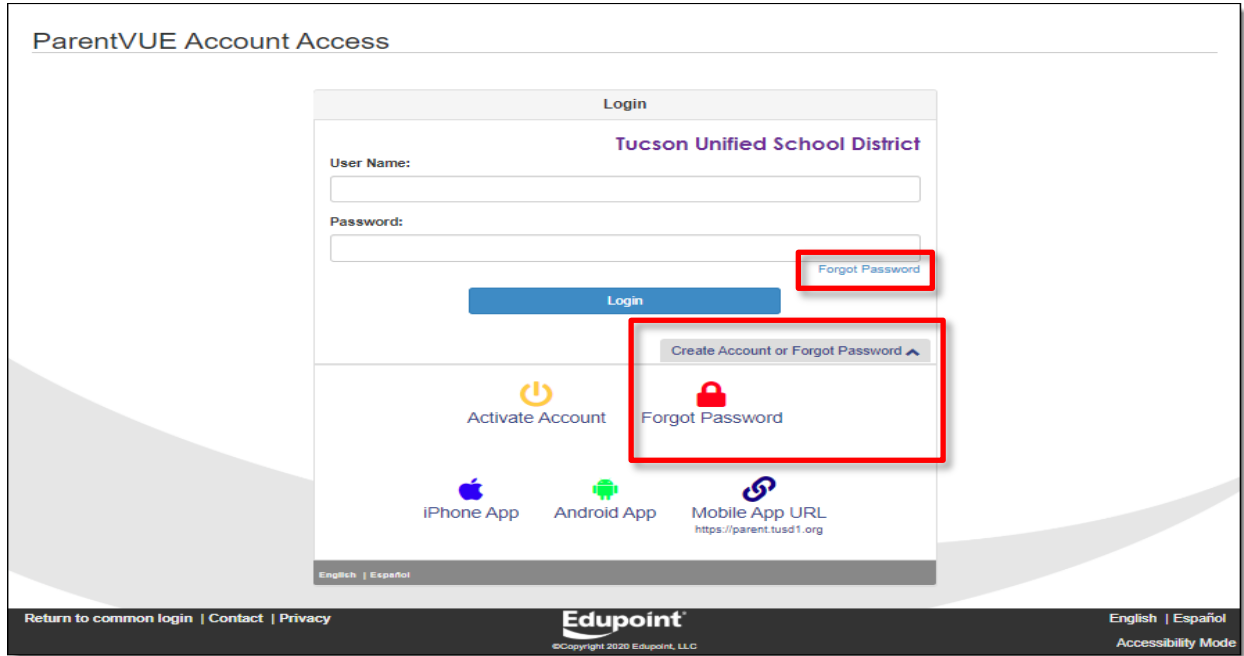 ParentVUE Account Access
Login
Tucson Unified School District
User Name:
Password:
Forgot Password
Login
Create Account or Forgot Password
Activate Account Forgot Password
iPhone App Android App Mobile App URL
https://parent.tusd1.org
English | Español
Return to common login | Contact | Privacy Edupoint English | Español
©Copyright 2020 Edupoint, LLC Accessibility Mode